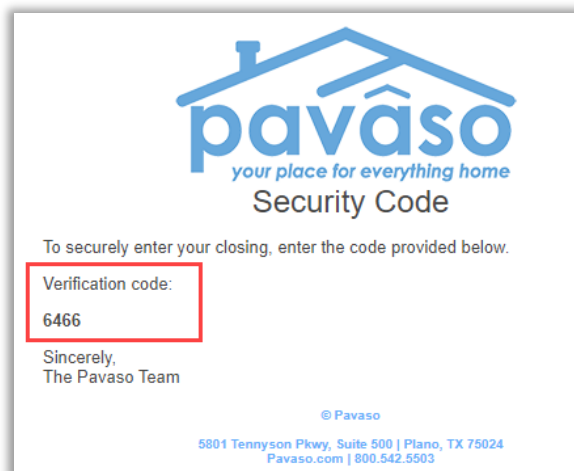 pavâso
your place for everything home
Security Code
To securely enter your closing, enter the code provided below.
Verification code:
6466
Sincerely,
The Pavaso Team
© Pavaso
5801 Tennyson Pkwy, Suite 500 | Plano, TX 75024
Pavaso.com | 800.542.5503